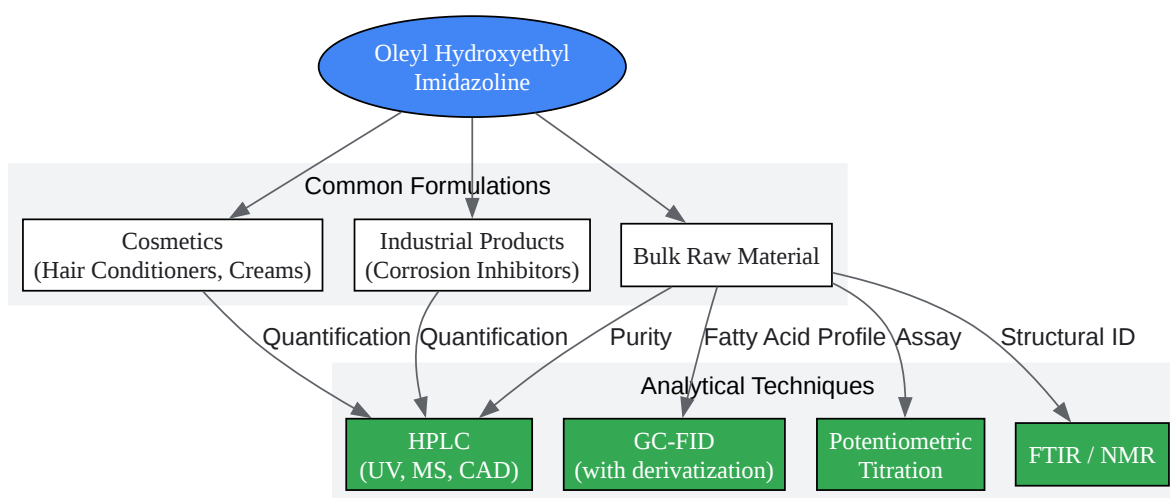 Oleyl Hydroxyethyl
Imidazoline
Common Formulations
Cosmetics
(Hair Conditioners, Creams)
Industrial Products
(Corrosion Inhibitors)
Bulk Raw Material
Quantification
Quantification
Purity
Fatty Acid Profile
Assay
Structural ID
Analytical Techniques
HPLC
(UV, MS, CAD)
GC-FID
(with derivatization)
Potentiometric
Titration
FTIR / NMR